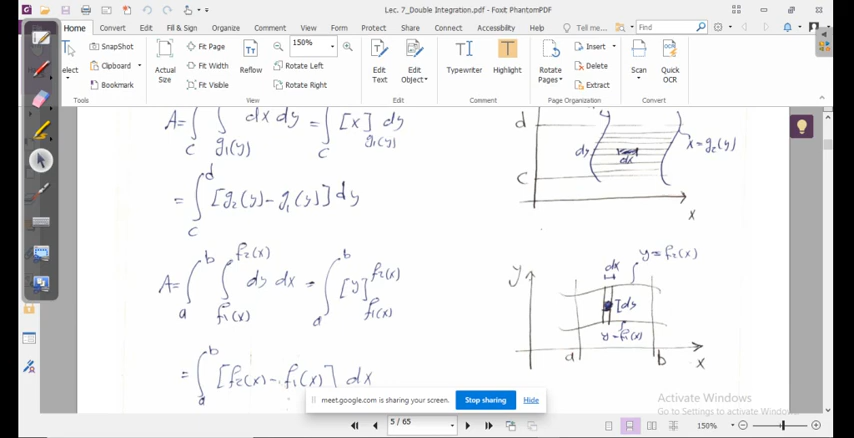 Lec. 7_Double Integration.pdf - Foxit PhantomPDF
Home Convert Edit Fill & Sign Organize Comment View Form Protect Share Help Tell me... Find
SnapShot
Clipboard
Bookmark
Select
Tools
Actual Size
Fit Page
Fit Width
Fit Visible
Reflow
150%
Rotate Left
Rotate Right
View
Edit Text
Edit Object
Edit
Typewriter
Highlight
Comment
Rotate Pages
Insert
Delete
Extract
Page Organization
Scan
Quick OCR
Convert
A= ∫c ∫g1(y) dx dy = ∫c [x]g1(y) dy
= ∫c^d [g2(y) - g1(y)] dy
A= ∫a^b ∫f1(x)^f2(x) dy dx = ∫a^b [y]f1(x)^f2(x)
= ∫a^b [f2(x) - f1(x)] dx
d
dy
dx
x=g2(y)
c
x
y
dx
y=f2(x)
dy
y=f1(x)
a
b
x
meet.google.com is sharing your screen.
Stop sharing
Hide
Activate Windows
Go to Settings to activate Windows.
5 / 65
150%